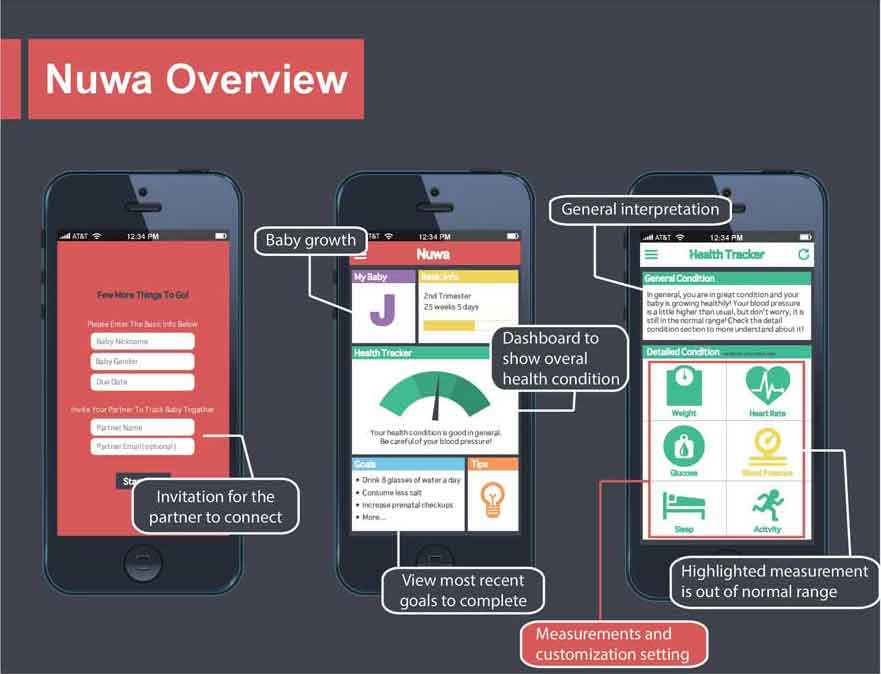 Nuwa Overview
AT&T
12:34 PM
Few More Things To Go!
Please Enter The Basic Info Below
Baby Nickname
Baby Gender
Due Date
Invite Your Partner To Track Baby Togather
Partner Name
Partner Email(optional)
Invitation for the
partner to connect
Baby growth
12:34 PM
Nuwa
My Baby
Basic Info
J
2nd Trimester
25 weeks 5 days
Health Tracker
Your health condition is good in general.
Be careful of your blood pressure!
Dashboard to
show overal
health condition
Goals
Tips
• Drink 8 glasses of water a day
• Consume less salt
• Increase prenatal checkups
• More...
View most recent
goals to complete
General interpretation
AT&T
12:34 PM
Health Tracker
General Condition
In general, you are in great condition and your
baby is growing healthily! Your blood pressure
is a little higher than usual, but don't worry, it is
still in the normal range! Check the detail
condition section to more understand about it!
Detailed Condition
Weight
Heart Rate
Glucose
Blood Pressure
Sleep
Acitvity
Highlighted measurement
is out of normal range
Measurements and
customization setting